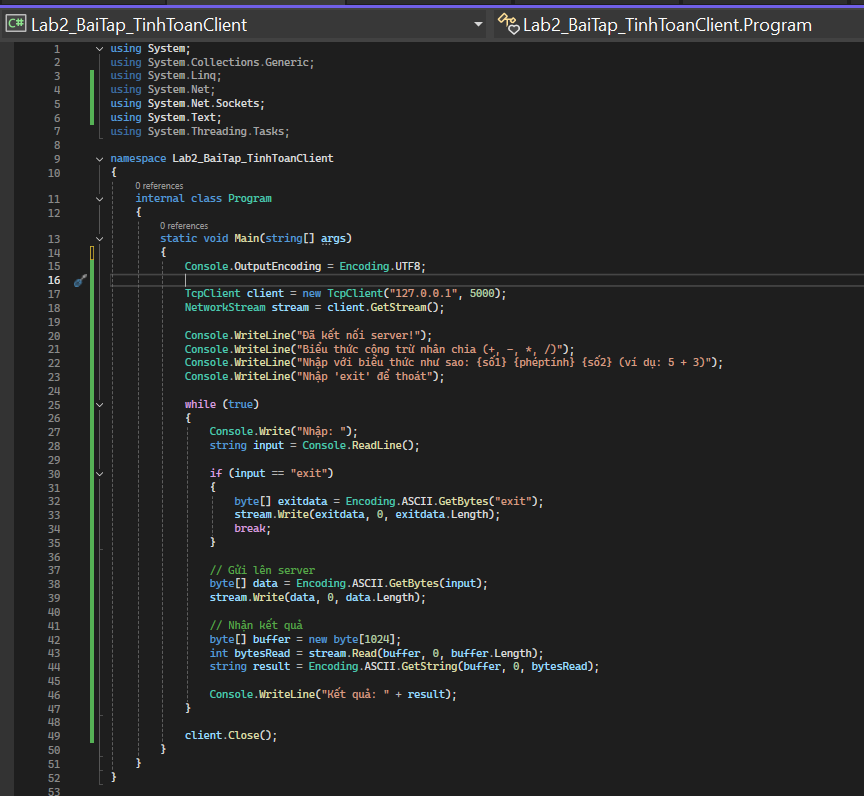 C# Lab2_BaiTap_TinhToanClient Lab2_BaiTap_TinhToanClient.Program
1 using System;
2 using System.Collections.Generic;
3 using System.Linq;
4 using System.Net;
5 using System.Net.Sockets;
6 using System.Text;
7 using System.Threading.Tasks;
8
9 namespace Lab2_BaiTap_TinhToanClient
10 {
0 references
11 internal class Program
12 {
0 references
13 static void Main(string[] args)
14 {
15 Console.OutputEncoding = Encoding.UTF8;
16
17 TcpClient client = new TcpClient("127.0.0.1", 5000);
18 NetworkStream stream = client.GetStream();
19
20 Console.WriteLine("Đã kết nối server!");
21 Console.WriteLine("Biểu thức cộng trừ nhân chia (+, -, *, /)");
22 Console.WriteLine("Nhập với biểu thức như sao: {số1} {phéptính} {số2} (ví dụ: 5 + 3)");
23 Console.WriteLine("Nhập 'exit' để thoát");
24
25 while (true)
26 {
27 Console.Write("Nhập: ");
28 string input = Console.ReadLine();
29
30 if (input == "exit")
31 {
32 byte[] exitdata = Encoding.ASCII.GetBytes("exit");
33 stream.Write(exitdata, 0, exitdata.Length);
34 break;
35 }
36
37 // Gửi lên server
38 byte[] data = Encoding.ASCII.GetBytes(input);
39 stream.Write(data, 0, data.Length);
40
41 // Nhận kết quả
42 byte[] buffer = new byte[1024];
43 int bytesRead = stream.Read(buffer, 0, buffer.Length);
44 string result = Encoding.ASCII.GetString(buffer, 0, bytesRead);
45
46 Console.WriteLine("Kết quả: " + result);
47 }
48
49 client.Close();
50 }
51 }
52 }
53